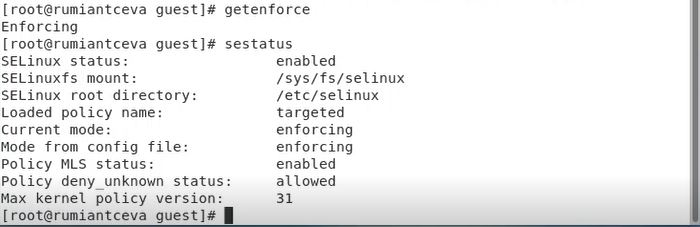 [root@rumiantceva guest]# getenforce
Enforcing
[root@rumiantceva guest]# sestatus
SELinux status:                 enabled
SELinuxfs mount:                /sys/fs/selinux
SELinux root directory:         /etc/selinux
Loaded policy name:             targeted
Current mode:                   enforcing
Mode from config file:          enforcing
Policy MLS status:              enabled
Policy deny_unknown status:     allowed
Max kernel policy version:      31
[root@rumiantceva guest]#